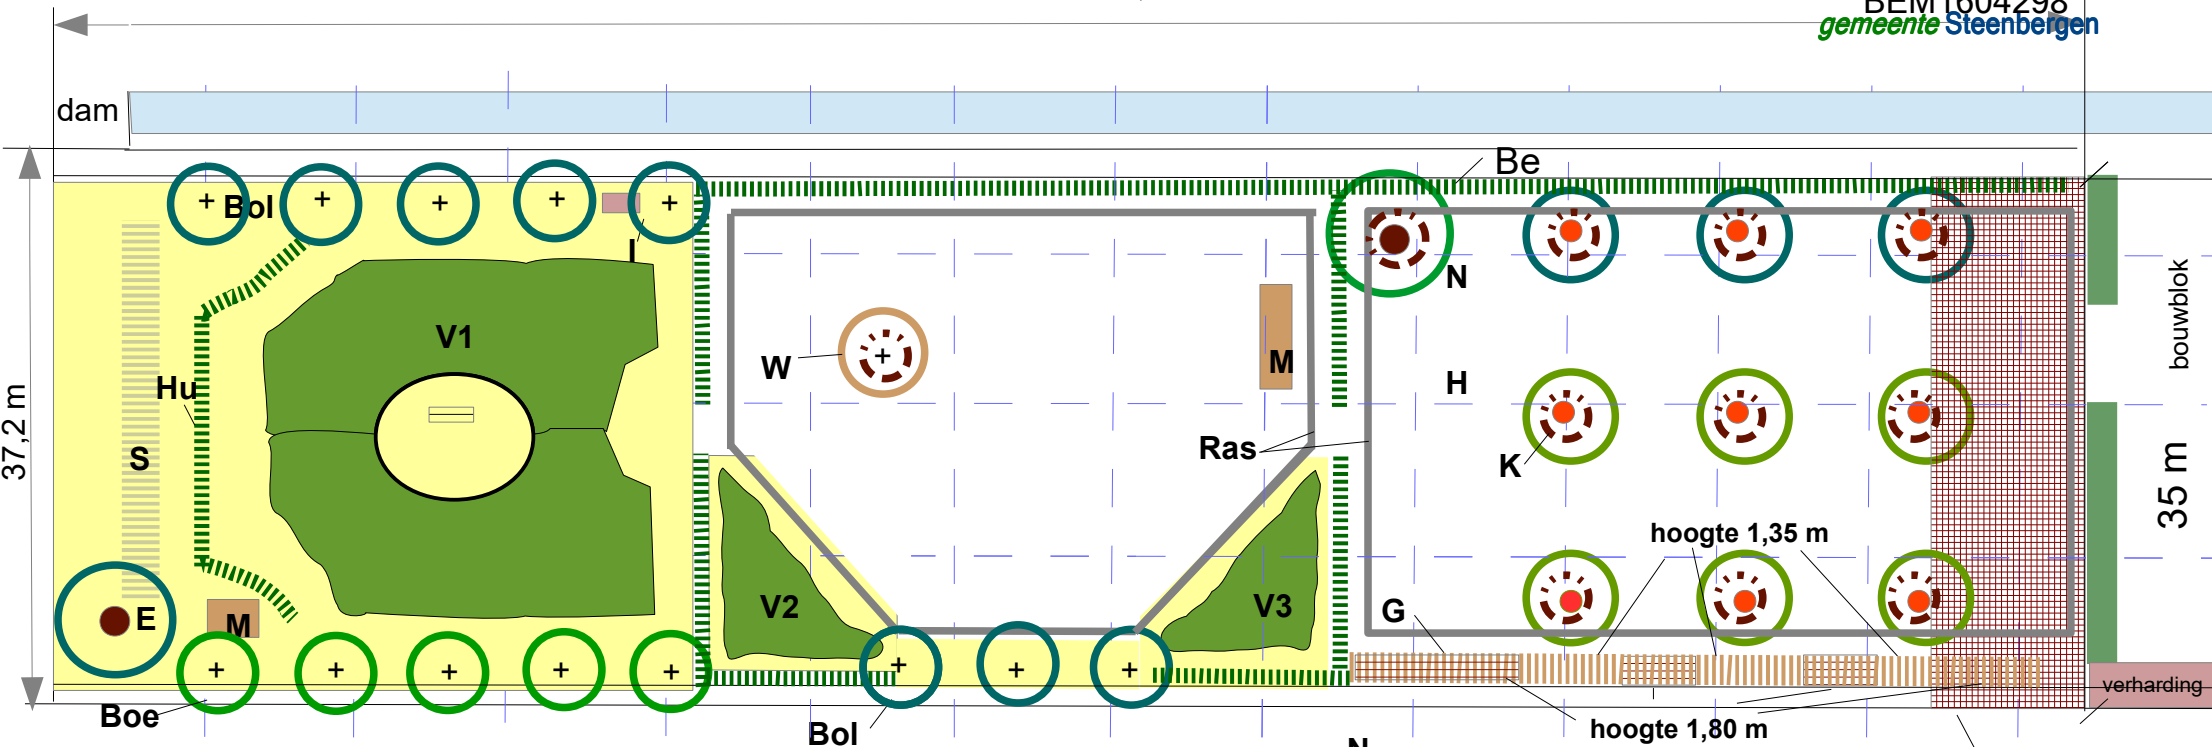 BEM1604298
gemeente Steenbergen
dam
Be
Bol
I
N
V1
bouwblok
W
M
Hu
H
37,2 m
S
Ras
K
35 m
hoogte 1,35 m
E
M
V2
V3
G
verharding
Boe
Bol
hoogte 1,80 m
N